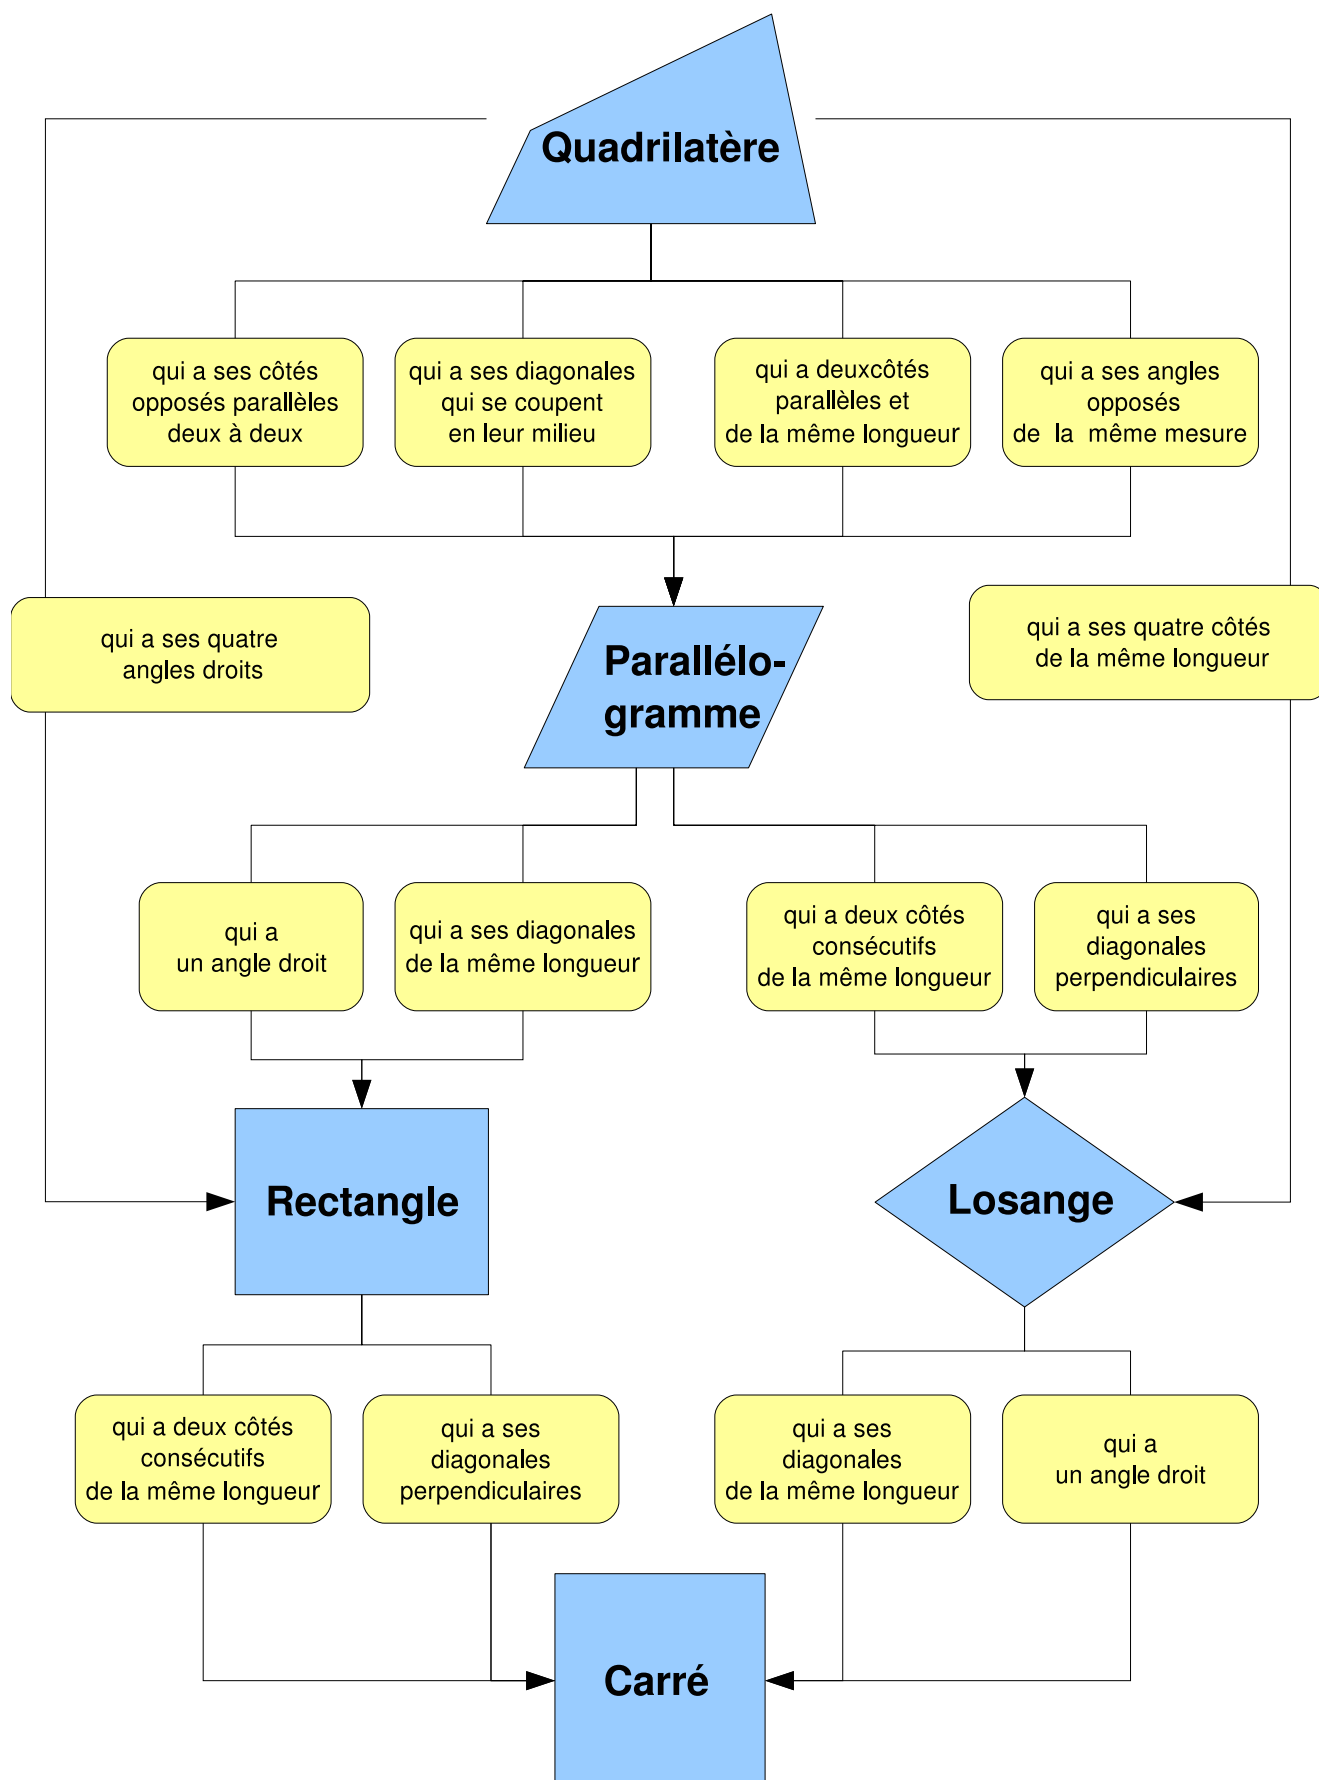 Quadrilatère
qui a ses côtés
opposés parallèles
deux à deux
qui a ses diagonales
qui se coupent
en leur milieu
qui a deuxcôtés
parallèles et
de la même longueur
qui a ses angles
opposés
de la même mesure
qui a ses quatre
angles droits
Parallélo-
gramme
qui a ses quatre côtés
de la même longueur
qui a
un angle droit
qui a ses diagonales
de la même longueur
qui a deux côtés
consécutifs
de la même longueur
qui a ses
diagonales
perpendiculaires
Rectangle
Losange
qui a deux côtés
consécutifs
de la même longueur
qui a ses
diagonales
perpendiculaires
qui a ses
diagonales
de la même longueur
qui a
un angle droit
Carré